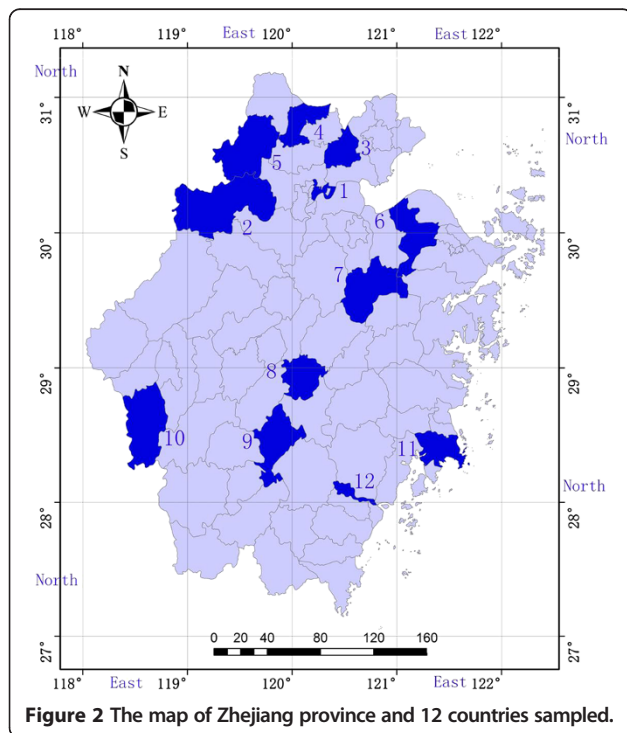 118° 119° 120° 121° 122°
East East
North
N
W E
S
31°
31°
4
3
5
North
1
2
6
30°
30°
7
29°
8
29°
10
9
11
12
28°
28°
North
North
27°
0 20 40 80 120 160
27°
118° 119° 120° 121° 122°
East East
Figure 2 The map of Zhejiang province and 12 countries sampled.